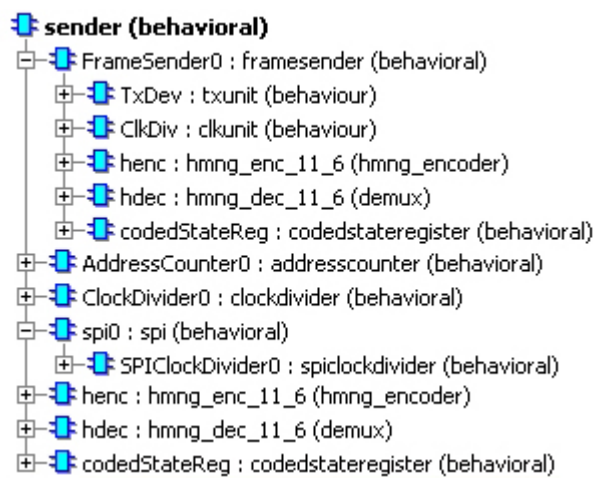 sender (behavioral)
FrameSender0 : framesender (behavioral)
TxDev : txunit (behaviour)
ClkDiv : clkunit (behaviour)
henc : hmng_enc_11_6 (hmng_encoder)
hdec : hmng_dec_11_6 (demux)
codedStateReg : codedstateregister (behavioral)
AddressCounter0 : addresscounter (behavioral)
ClockDivider0 : clockdivider (behavioral)
spi0 : spi (behavioral)
SPIClockDivider0 : spiclockdivider (behavioral)
henc : hmng_enc_11_6 (hmng_encoder)
hdec : hmng_dec_11_6 (demux)
codedStateReg : codedstateregister (behavioral)